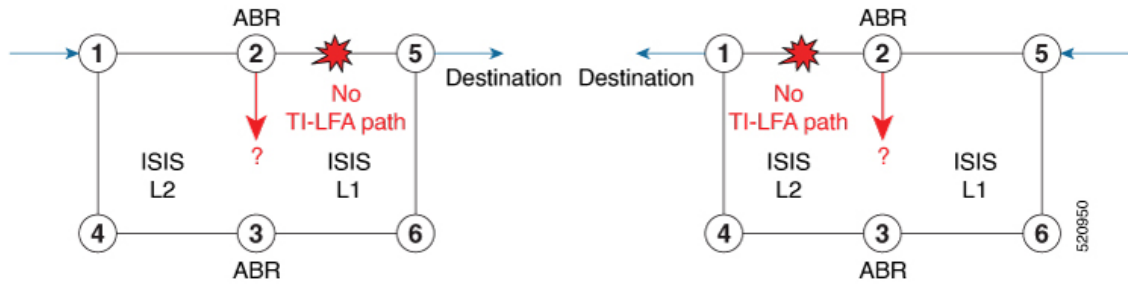 ABR
1
2
5
Destination
No
TI-LFA path
?
ISIS
L2
ISIS
L1
4
3
6
ABR
ABR
1
2
5
Destination
No
TI-LFA path
?
ISIS
L2
ISIS
L1
4
3
6
ABR
520950